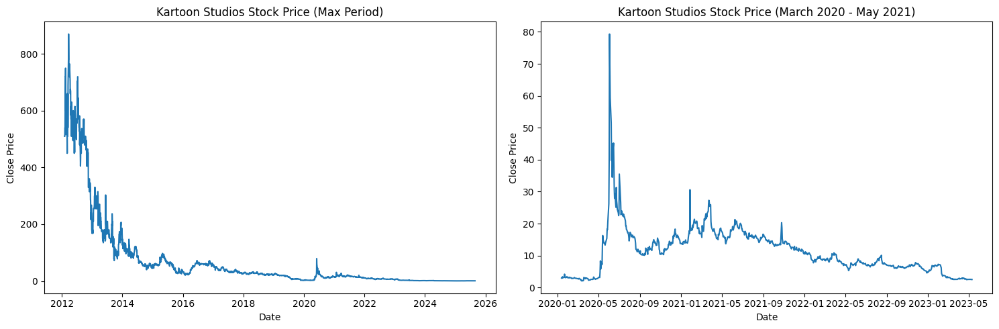 Kartoon Studios Stock Price (Max Period)
Close Price
800
600
400
200
0
2012 2014 2016 2018 2020 2022 2024 2026
Date
Kartoon Studios Stock Price (March 2020 - May 2021)
Close Price
80
70
60
50
40
30
20
10
0
2020-01 2020-05 2020-09 2021-01 2021-05 2021-09 2022-01 2022-05 2022-09 2023-01 2023-05
Date